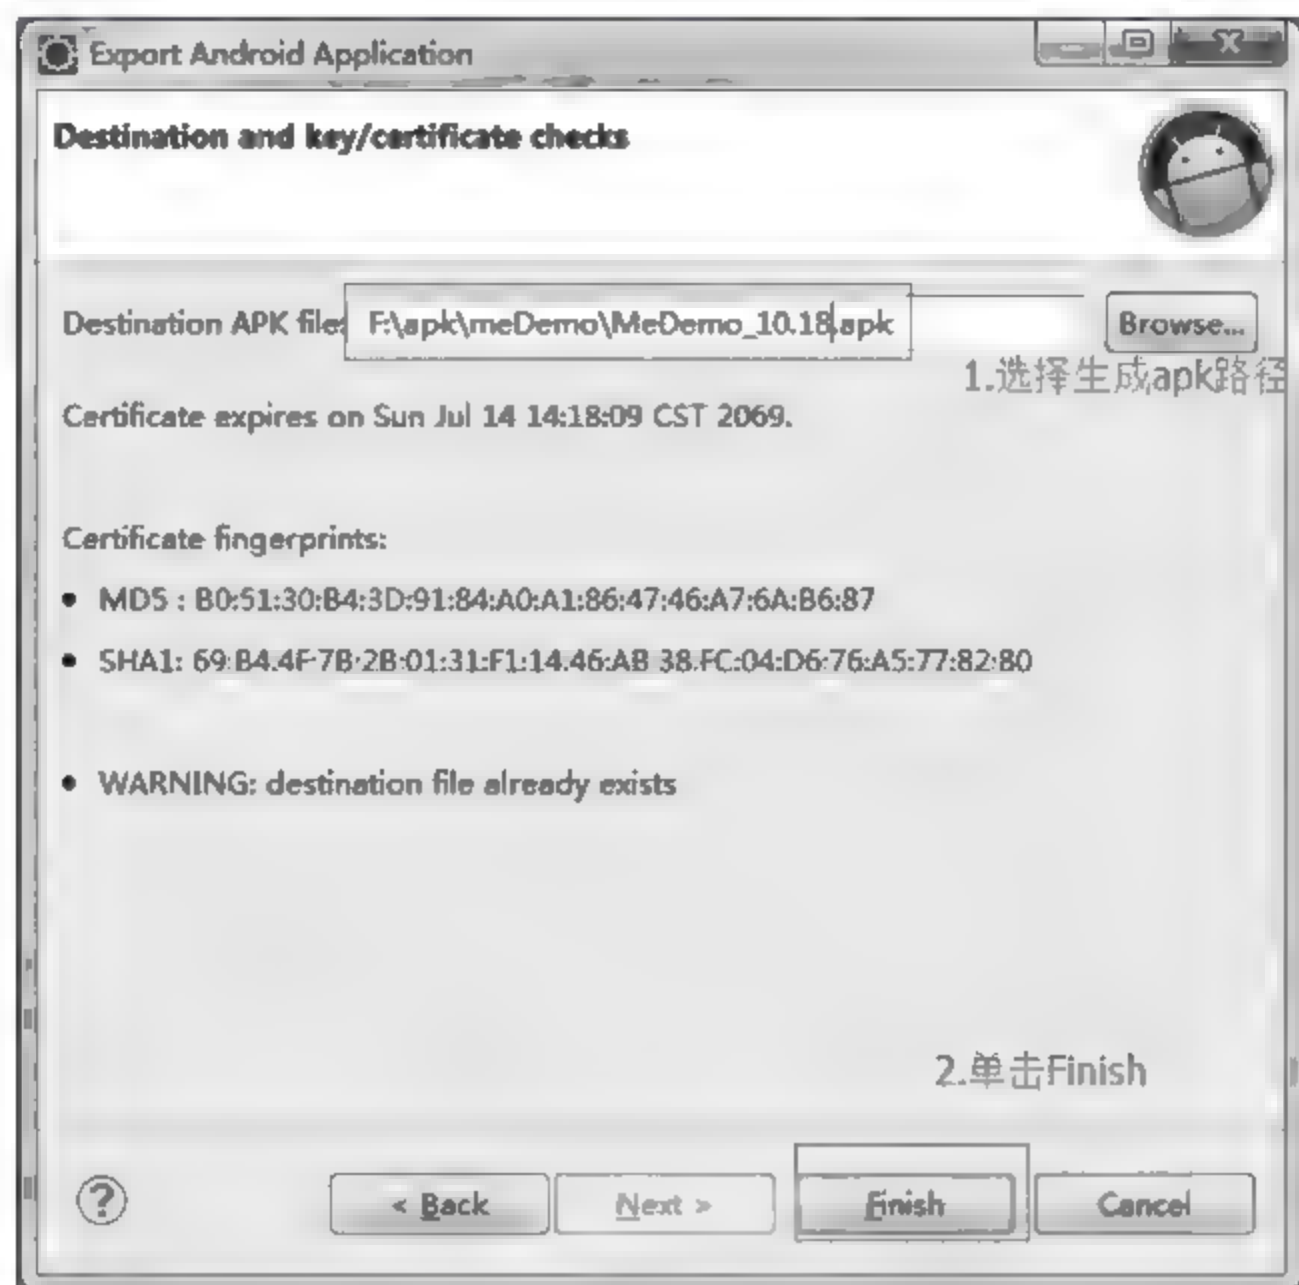 Export Android Application
Destination and key/certificate checks
Destination APK file: F:\apk\meDemo\MeDemo_10.18.apk Browse...
1.选择生成apk路径
Certificate expires on Sun Jul 14 14:18:09 CST 2069.
Certificate fingerprints:
• MD5 : B0:51:30:B4:3D:91:84:A0:A1:86:47:46:A7:6A:B6:87
• SHA1: 69:B4:4F:7B:2B:01:31:F1:14:46:AB:38:FC:04:D6:76:A5:77:82:80
• WARNING: destination file already exists
2.单击Finish
? < Back Next > Finish Cancel